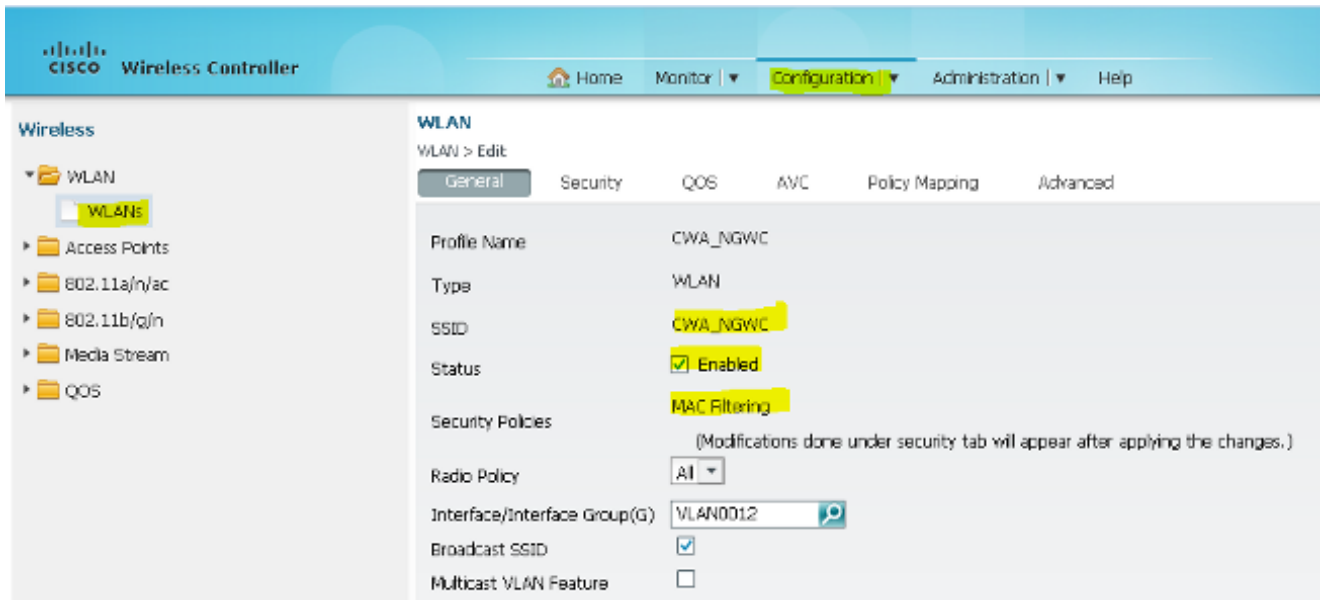 CISCO Wireless Controller
Home Monitor Configuration Administration Help
Wireless
WLAN
WLANs
Access Points
802.11a/n/ac
802.11b/g/n
Media Stream
QOS
WLAN
WLAN > Edit
General Security QOS AVC Policy Mapping Advanced
Profile Name CWA_NGWC
Type WLAN
SSID CWA_NGWC
Status Enabled
Security Policies MAC Filtering
(Modifications done under security tab will appear after applying the changes.)
Radio Policy All
Interface/Interface Group(G) VLAN0012
Broadcast SSID
Multicast VLAN Feature